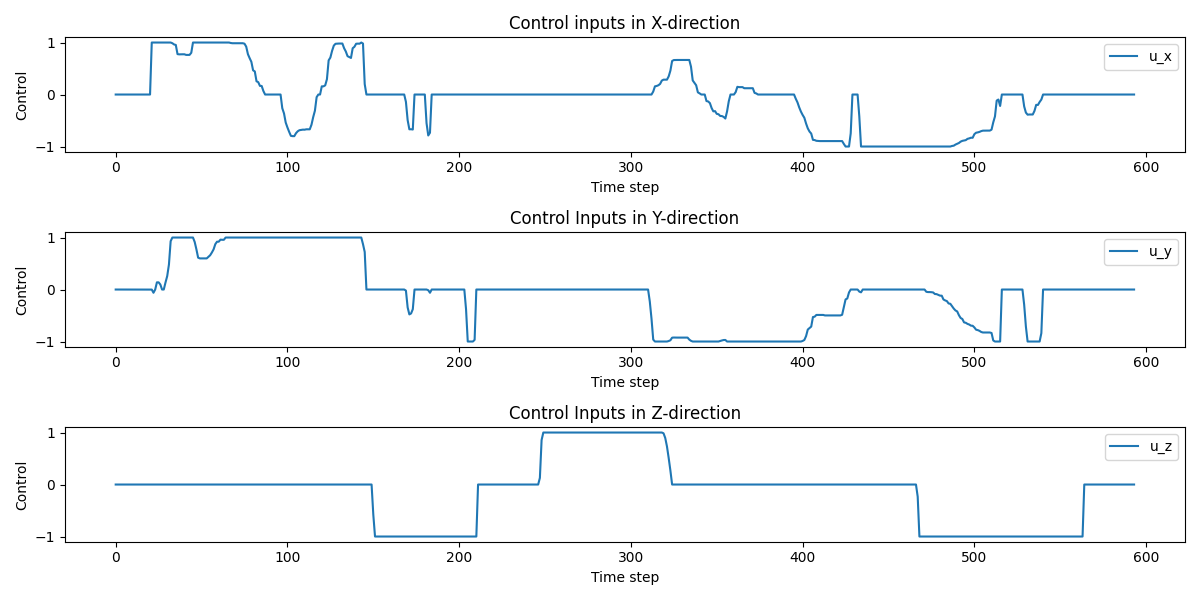 Control inputs in X-direction
1
0
−1
Control
u_x
0 100 200 300 400 500 600
Time step
Control Inputs in Y-direction
1
0
−1
Control
u_y
0 100 200 300 400 500 600
Time step
Control Inputs in Z-direction
1
0
−1
Control
u_z
0 100 200 300 400 500 600
Time step